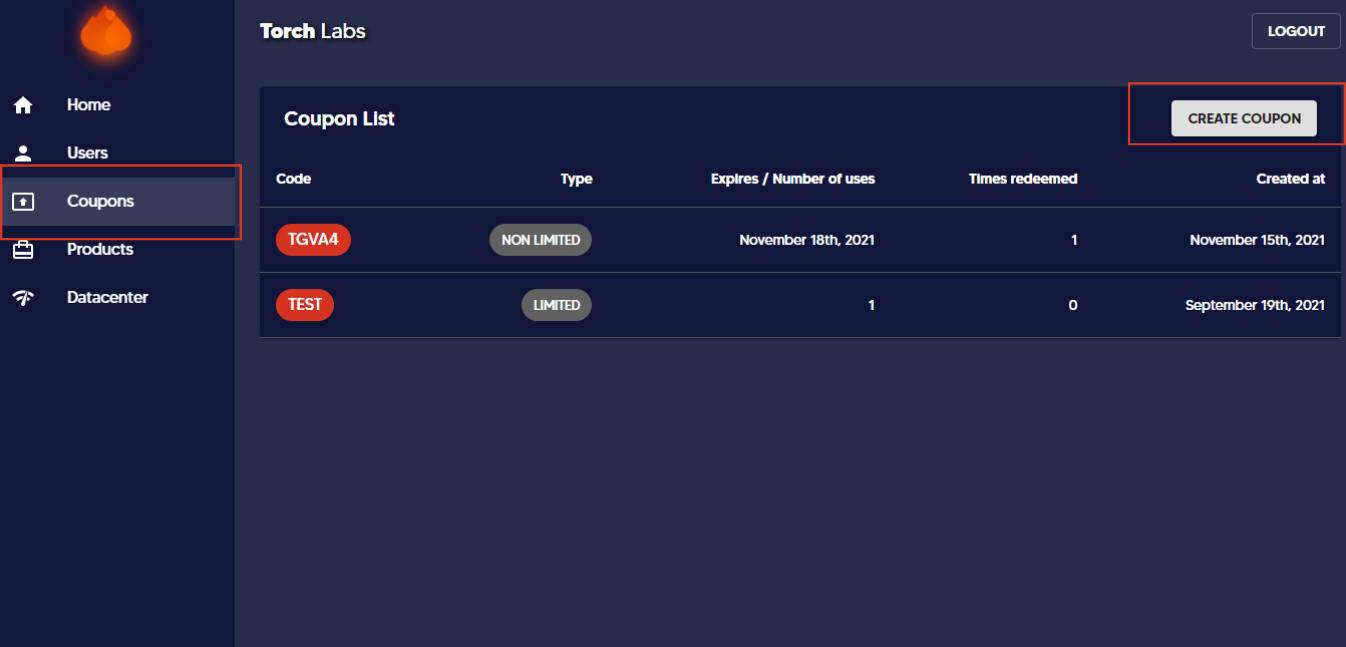 Torch Labs
LOGOUT
Home
Users
Coupons
Products
Datacenter
Coupon List
CREATE COUPON
Code Type Expires / Number of uses Times redeemed Created at
TGVA4 NON LIMITED November 18th, 2021 1 November 15th, 2021
TEST LIMITED 1 0 September 19th, 2021